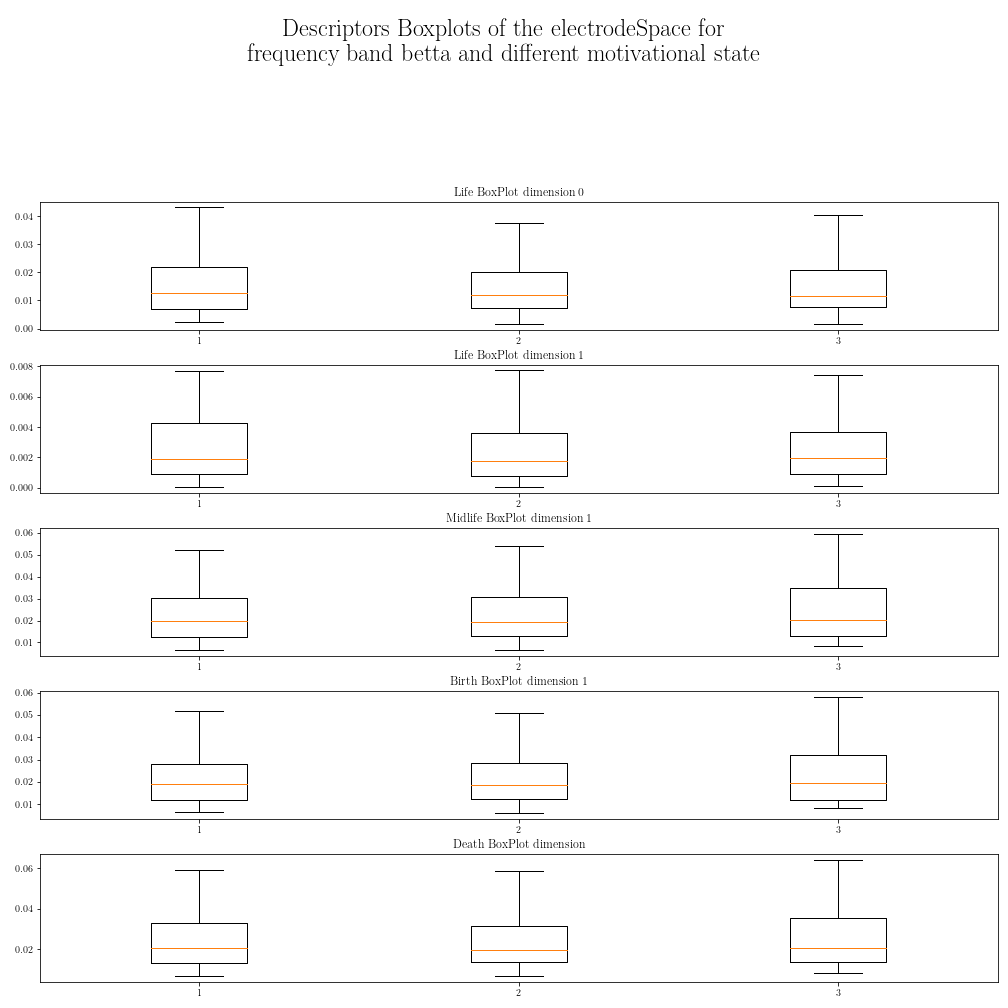 Descriptors Boxplots of the electrodeSpace for
frequency band betta and different motivational state
Life BoxPlot dimension 0
0.04
0.03
0.02
0.01
0.00
1 2 3
Life BoxPlot dimension 1
0.008
0.006
0.004
0.002
0.000
1 2 3
Midlife BoxPlot dimension 1
0.06
0.05
0.04
0.03
0.02
0.01
1 2 3
Birth BoxPlot dimension 1
0.06
0.05
0.04
0.03
0.02
0.01
1 2 3
Death BoxPlot dimension
0.06
0.04
0.02
1 2 3